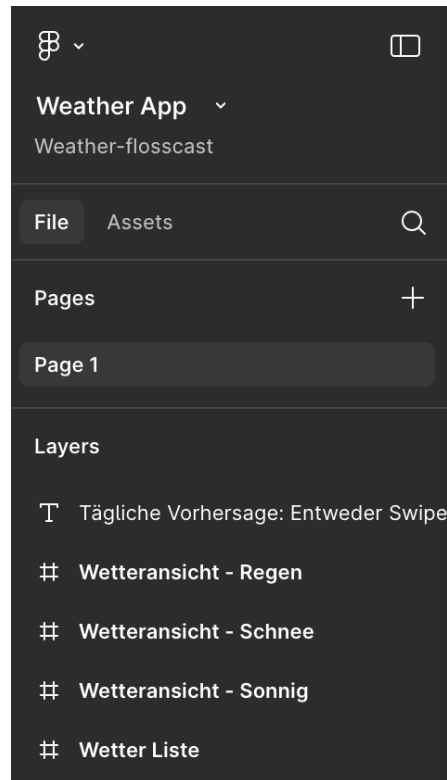 Weather App
Weather-flosscast
File Assets
Pages
Page 1
Layers
Tägliche Vorhersage: Entweder Swipe
Wetteransicht - Regen
Wetteransicht - Schnee
Wetteransicht - Sonnig
Wetter Liste